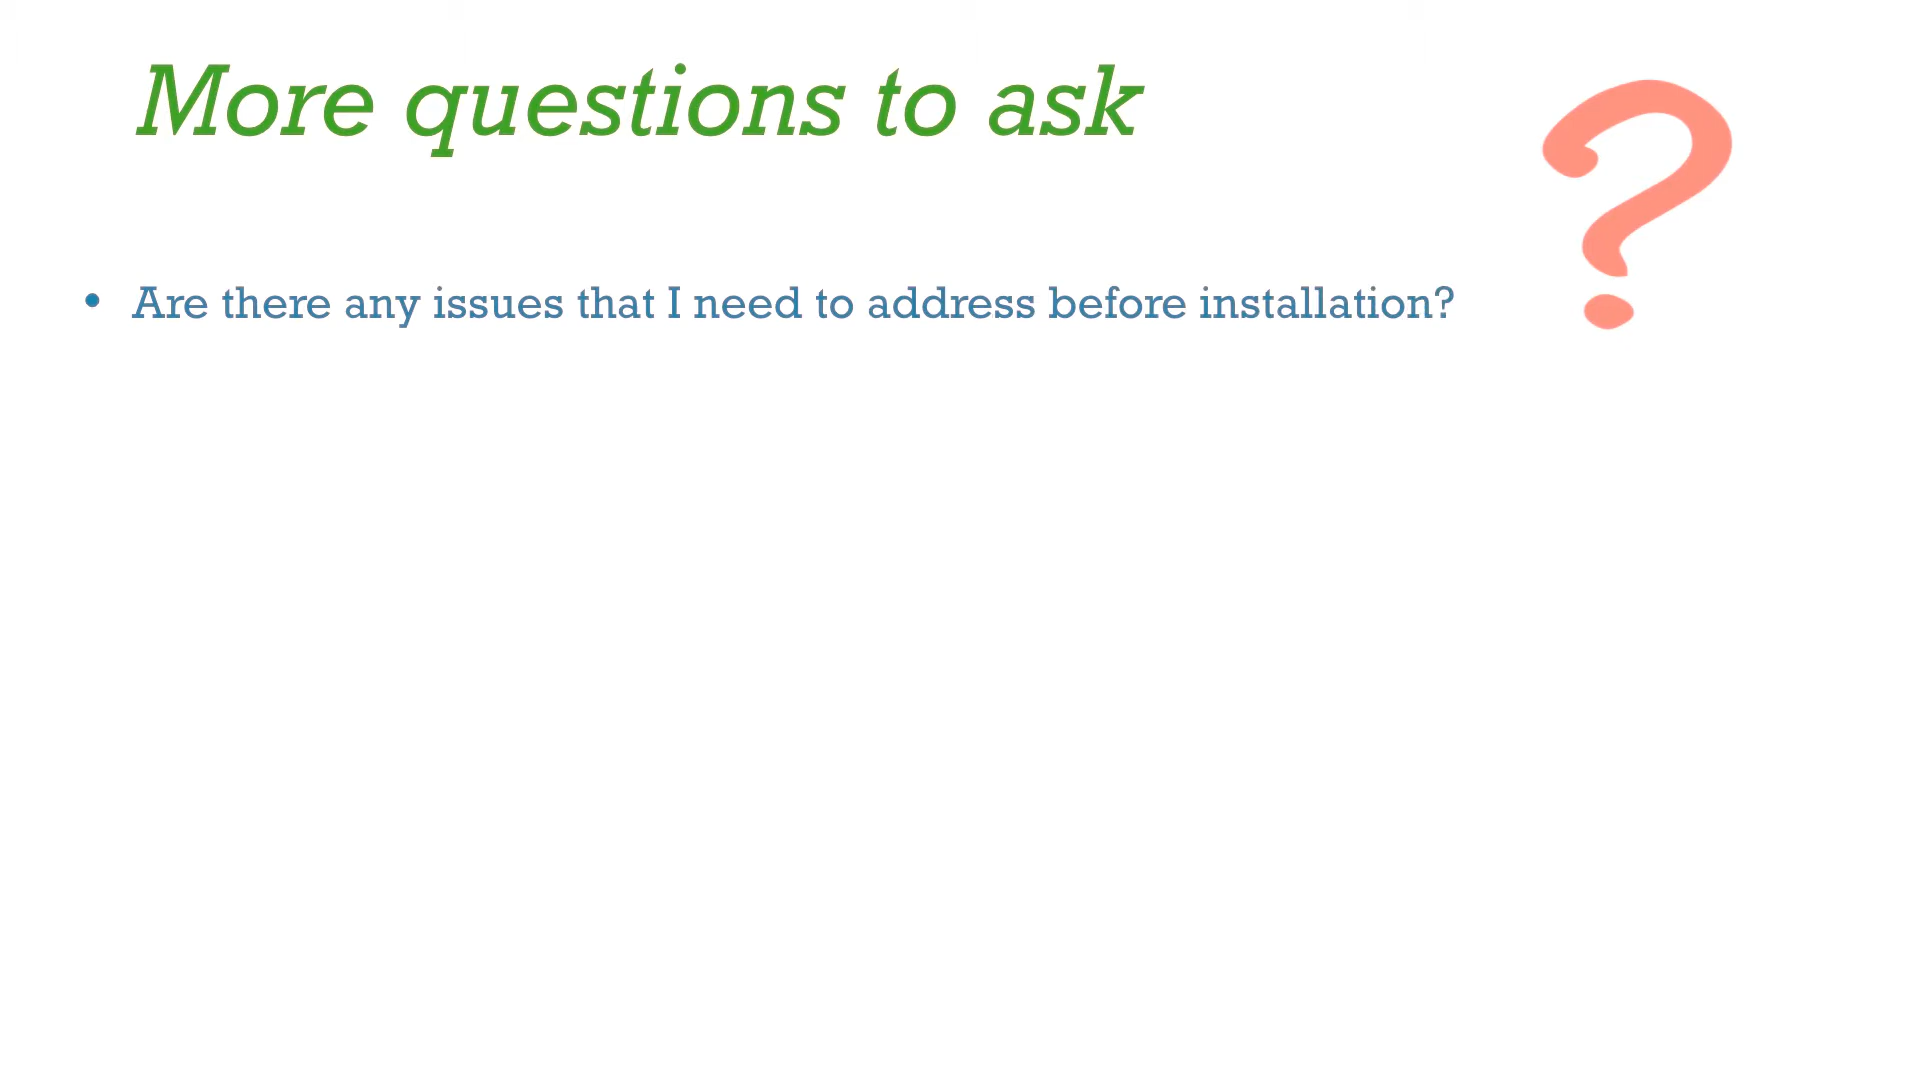 More questions to ask
?
• Are there any issues that I need to address before installation?